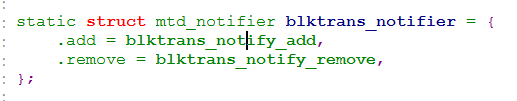 static struct mtd_notifier blktrans_notifier = {
    .add = blktrans_notify_add,
    .remove = blktrans_notify_remove,
};